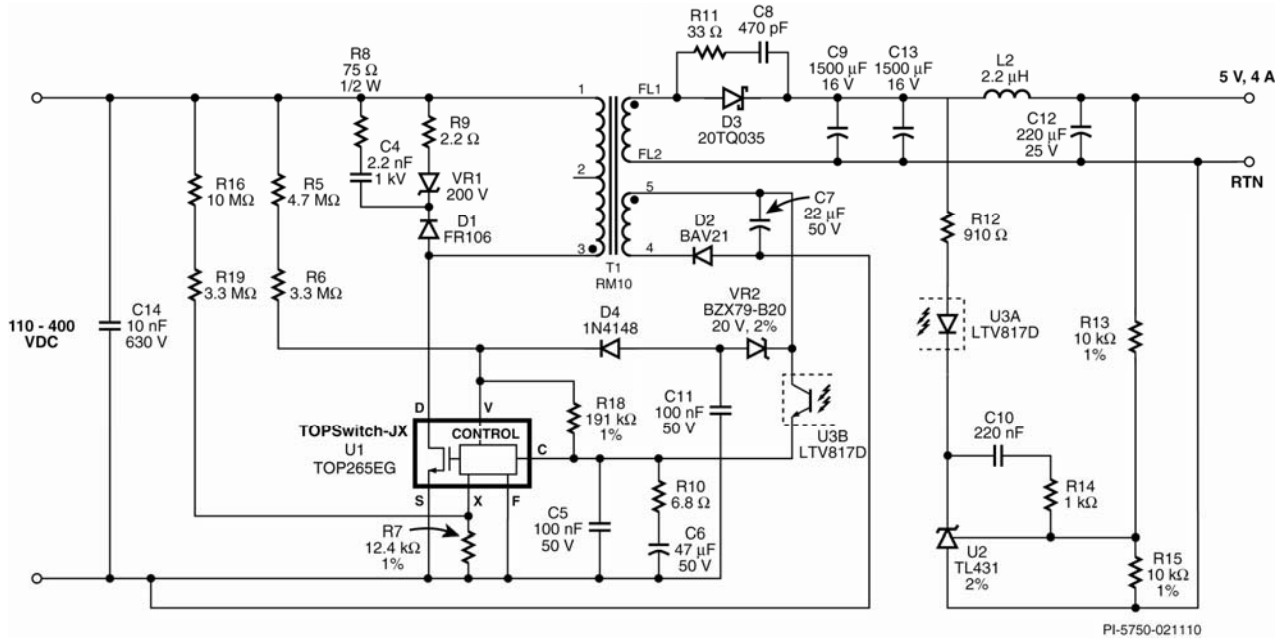 R11
33 Ω
C8
470 pF
R8
75 Ω
1/2 W
C9
1500 µF
16 V
C13
1500 µF
16 V
L2
2.2 µH
5 V, 4 A
1
FL1
D3
20TQ035
R9
2.2 Ω
C4
2.2 nF
1 kV
C12
220 µF
25 V
FL2
RTN
2
VR1
200 V
R16
10 MΩ
R5
4.7 MΩ
5
C7
22 µF
50 V
D1
FR106
D2
BAV21
R12
910 Ω
3
4
T1
RM10
R19
3.3 MΩ
R6
3.3 MΩ
VR2
BZX79-B20
20 V, 2%
C14
10 nF
630 V
D4
1N4148
U3A
LTV817D
110 - 400
VDC
R13
10 kΩ
1%
D
V
R18
191 kΩ
1%
C11
100 nF
50 V
C10
220 nF
TOPSwitch-JX
U1
TOP265EG
CONTROL
C
U3B
LTV817D
S
X
F
R10
6.8 Ω
R14
1 kΩ
R7
12.4 kΩ
1%
C5
100 nF
50 V
C6
47 µF
50 V
U2
TL431
2%
R15
10 kΩ
1%
PI-5750-021110